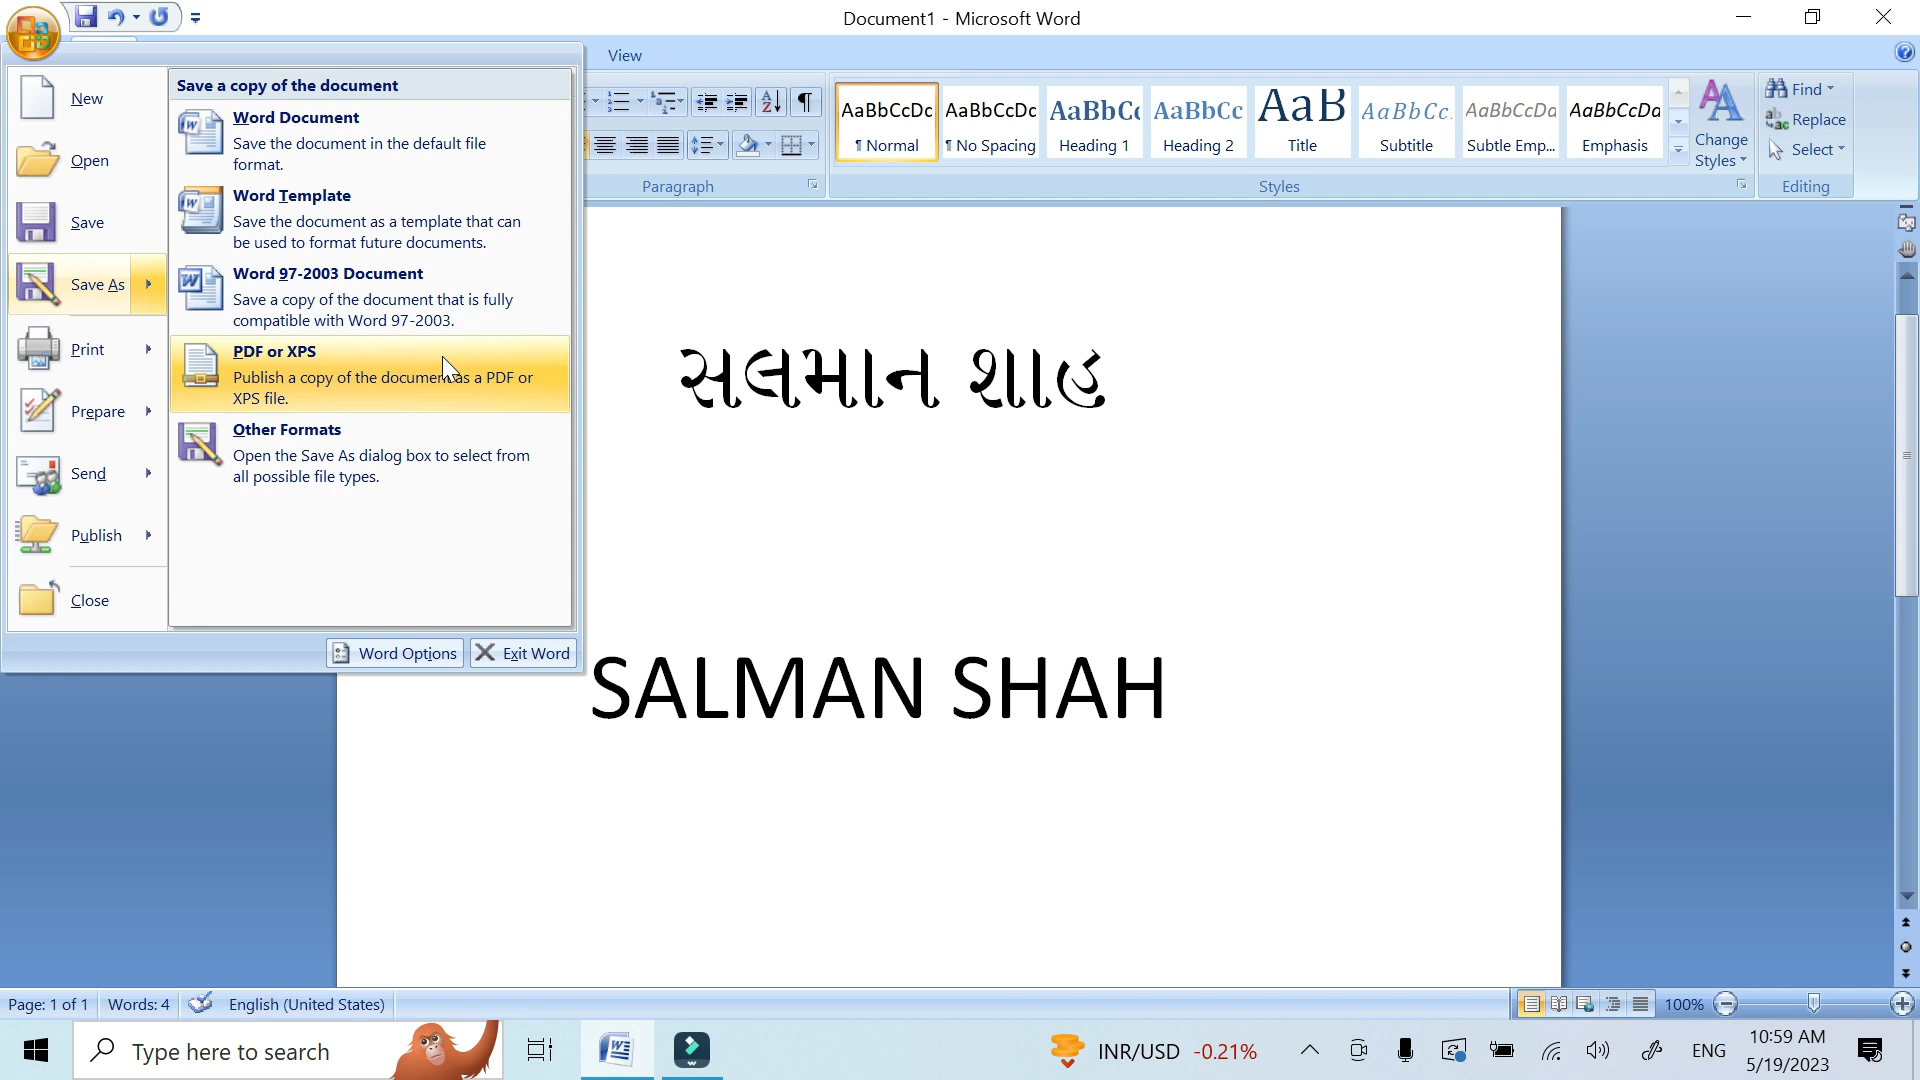 Document1 - Microsoft Word
View
New
Open
Save
Save As
Print
Prepare
Send
Publish
Close
Save a copy of the document
Word Document
Save the document in the default file
format.
Word Template
Save the document as a template that can
be used to format future documents.
Word 97-2003 Document
Save a copy of the document that is fully
compatible with Word 97-2003.
PDF or XPS
Publish a copy of the document as a PDF or
XPS file.
Other Formats
Open the Save As dialog box to select from
all possible file types.
Word Options
Exit Word
Paragraph
AaBbCcDc
AaBbCcDc
AaBbC
AaBbCc
AaB
AaBbCc.
AaBbCcDa
AaBbCcDa
¶ Normal
¶ No Spacing
Heading 1
Heading 2
Title
Subtitle
Subtle Emp...
Emphasis
Change
Styles
Styles
Find
Replace
Select
Editing
સલમાન શાહ
SALMAN SHAH
Page: 1 of 1
Words: 4
English (United States)
100%
Type here to search
INR/USD -0.21%
ENG
10:59 AM
5/19/2023